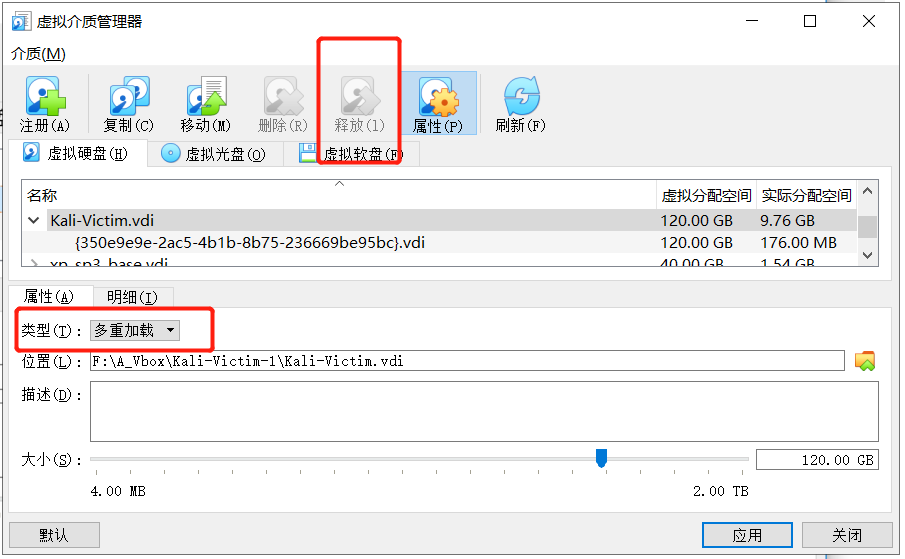 虚拟介质管理器
介质(M)
注册(A) 复制(C) 移动(M) 删除(R) 释放(l) 属性(P) 刷新(F)
虚拟硬盘(H) 虚拟光盘(O) 虚拟软盘(F)
名称 虚拟分配空间 实际分配空间
Kali-Victim.vdi 120.00 GB 9.76 GB
{350e9e9e-2ac5-4b1b-8b75-236669be95bc}.vdi 120.00 GB 176.00 MB
xp_sp3_base.vdi 40.00 GB 1.54 GB
属性(A) 明细(I)
类型(T): 多重加载
位置(L): F:\A_Vbox\Kali-Victim-1\Kali-Victim.vdi
描述(D):
大小(S): 120.00 GB
4.00 MB 2.00 TB
默认 应用 关闭